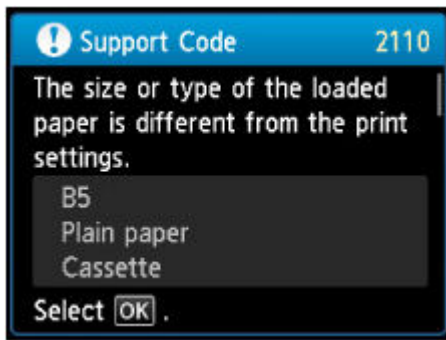 Support Code 2110
The size or type of the loaded
paper is different from the print
settings.
B5
Plain paper
Cassette
Select OK .